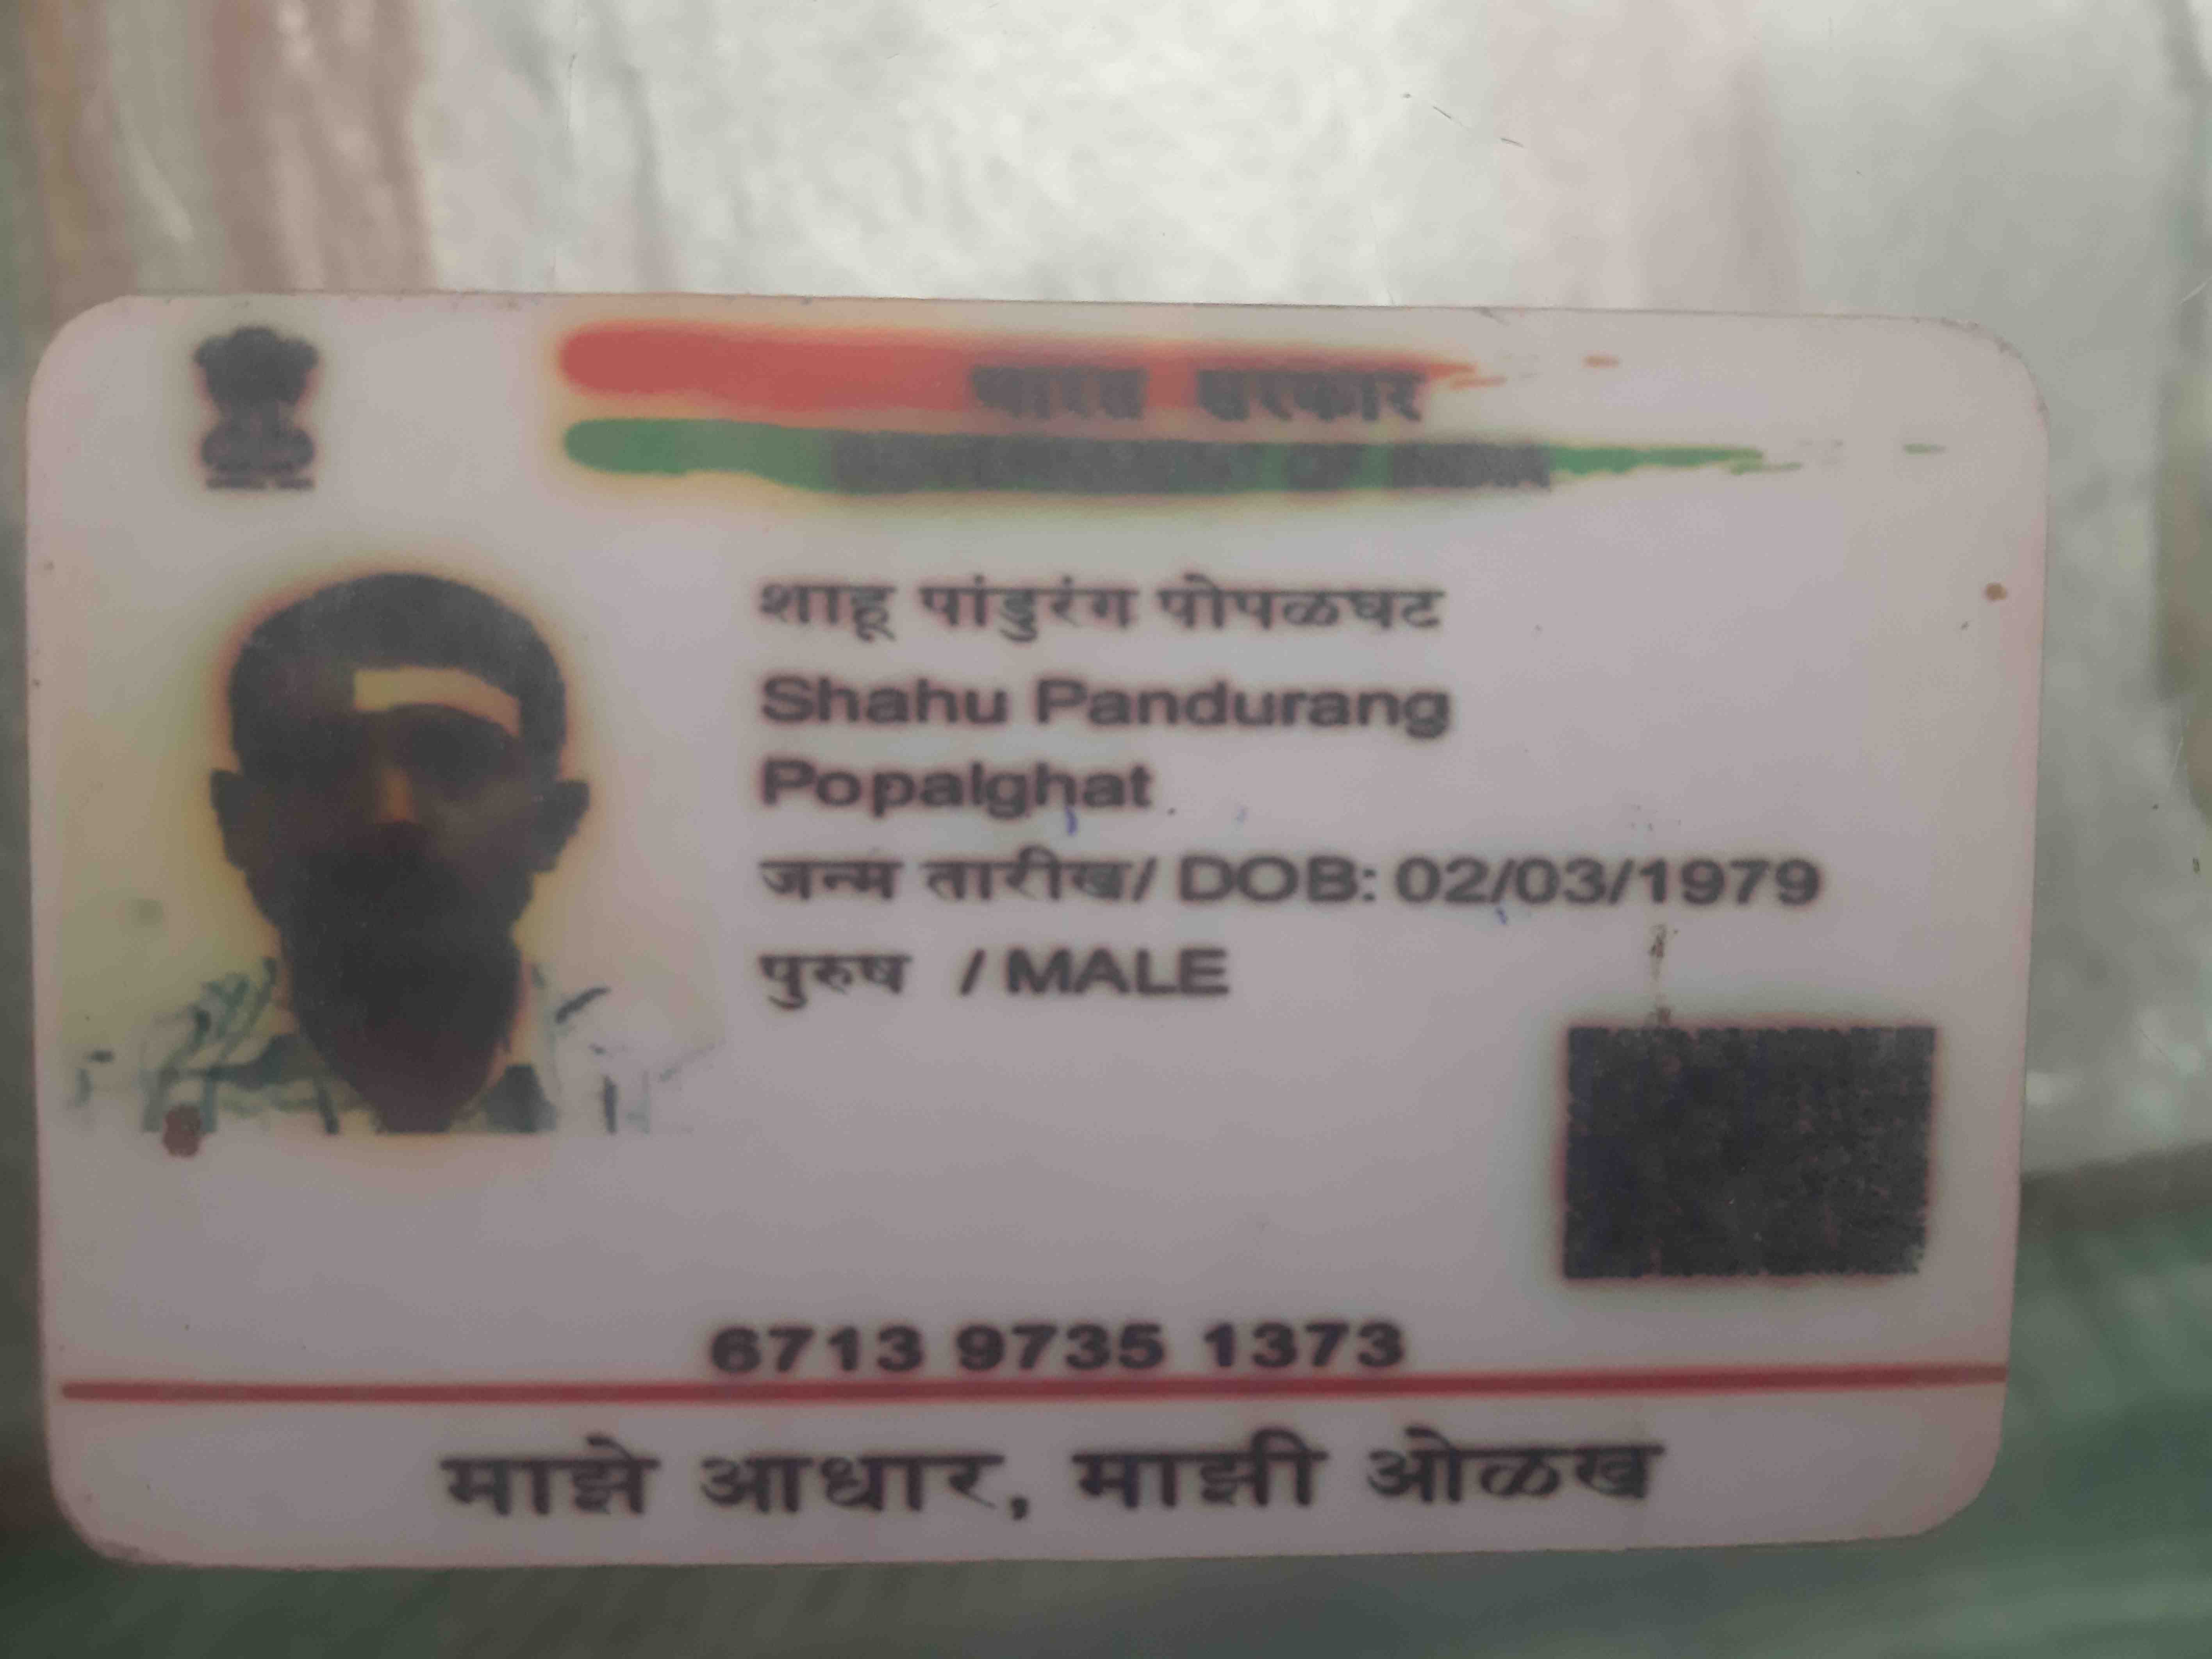 भारत सरकार
GOVERNMENT OF INDIA
शाहू पांडुरंग पोपळघट
Shahu Pandurang
Popalghat
जन्म तारीख/ DOB: 02/03/1979
पुरुष / MALE
6713 9735 1373
माझे आधार, माझी ओळख